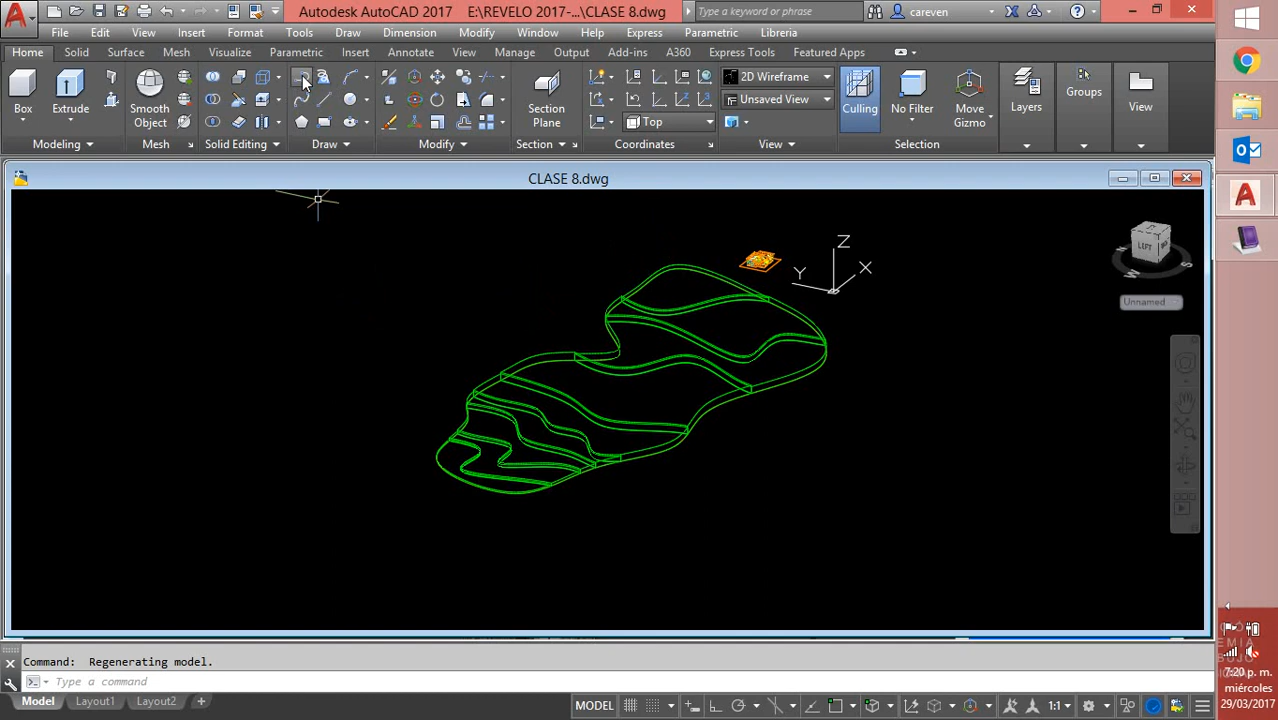 Autodesk AutoCAD 2017 E:\REVELO 2017-...\CLASE 8.dwg
Type a keyword or phrase
careven
File Edit View Insert Format Tools Draw Dimension Modify Window Help Express Parametric Libreria
Home Solid Surface Mesh Visualize Parametric Insert Annotate View Manage Output Add-ins A360 Express Tools Featured Apps
Box
Extrude
Smooth Object
Section Plane
2D Wireframe
Unsaved View
Top
Culling
No Filter
Move Gizmo
Layers
Groups
View
Modeling Mesh Solid Editing Draw Modify Section Coordinates View Selection
CLASE 8.dwg
Z
Y
X
LEFT
W
S
Unnamed
Command: Regenerating model.
Type a command
Model Layout1 Layout2 +
MODEL
1:1
7:20 p. m.
miércoles
29/03/2017